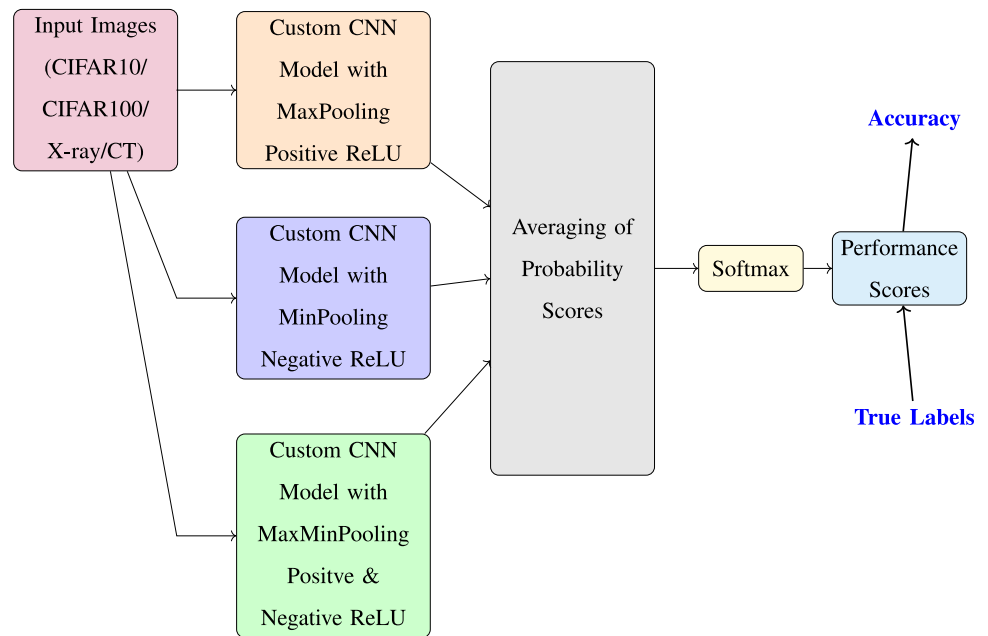 Input Images
(CIFAR10/
CIFAR100/
X-ray/CT)
Custom CNN
Model with
MaxPooling
Positive ReLU
Custom CNN
Model with
MinPooling
Negative ReLU
Custom CNN
Model with
MaxMinPooling
Positve &
Negative ReLU
Averaging of
Probability
Scores
Softmax
Performance
Scores
Accuracy
True Labels